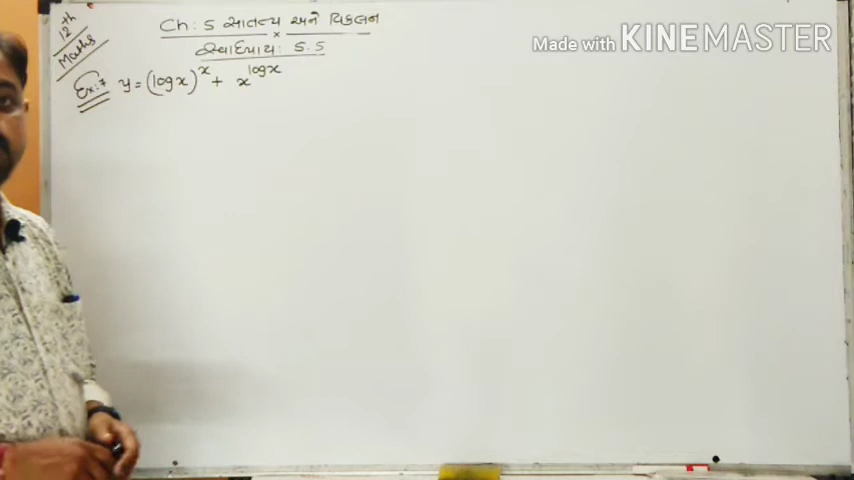 12th
Maths
Ch: 5 સાતત્ય અને વિકલન
સ્વાધ્યાય: 5.5
Made with KINEMASTER
Ex:7 y = (log x)^x + x^log x